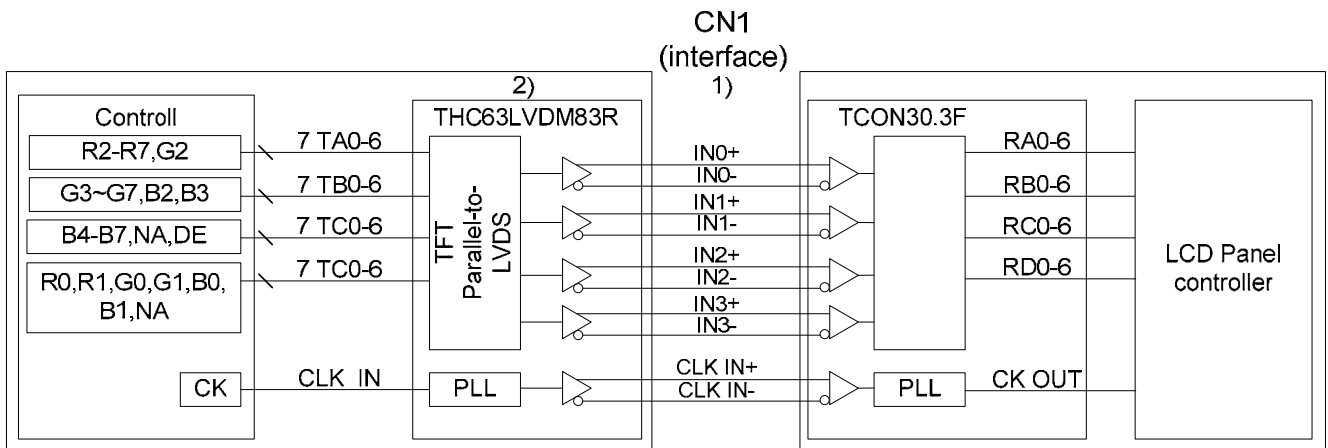 CN1
(interface)
1)
2)
Controll
R2-R7,G2
G3~G7,B2,B3
B4-B7,NA,DE
R0,R1,G0,G1,B0,
B1,NA
CK
7 TA0-6
7 TB0-6
7 TC0-6
7 TC0-6
CLK IN
THC63LVDM83R
TFT
Parallel-to-
LVDS
PLL
IN0+
IN0-
IN1+
IN1-
IN2+
IN2-
IN3+
IN3-
CLK IN+
CLK IN-
TCON30.3F
PLL
RA0-6
RB0-6
RC0-6
RD0-6
CK OUT
LCD Panel
controller